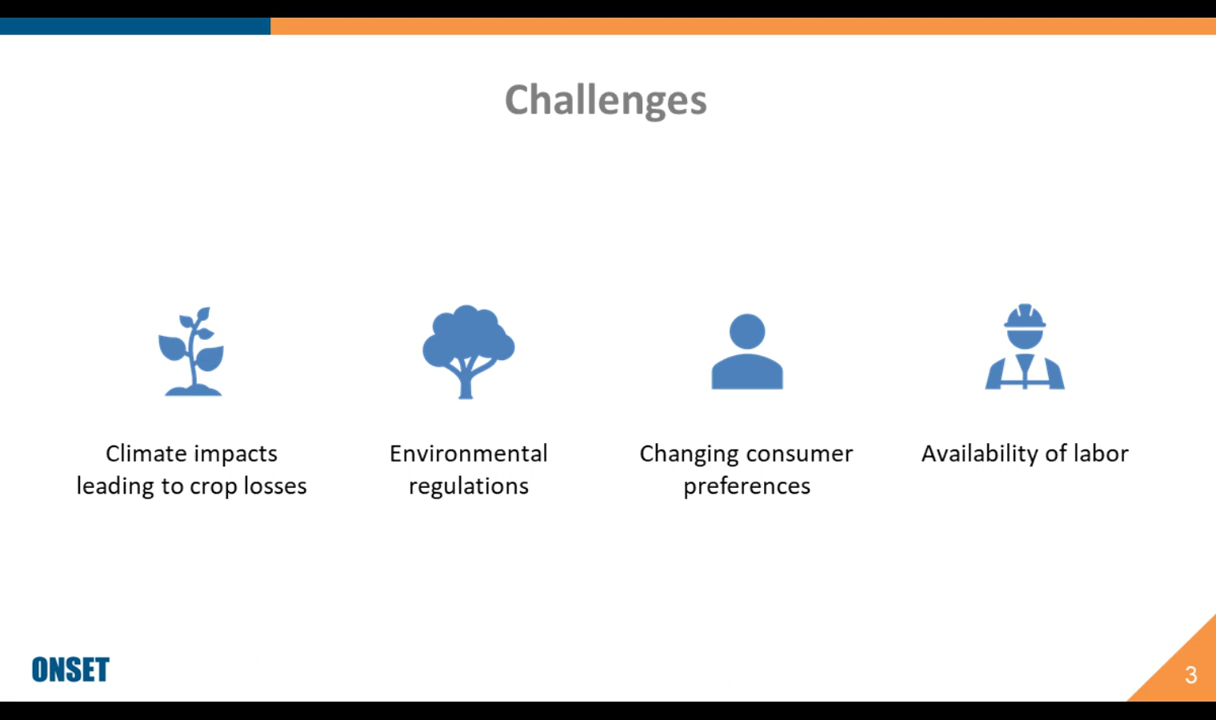 Challenges
Climate impacts
leading to crop losses
Environmental
regulations
Changing consumer
preferences
Availability of labor
ONSET
3